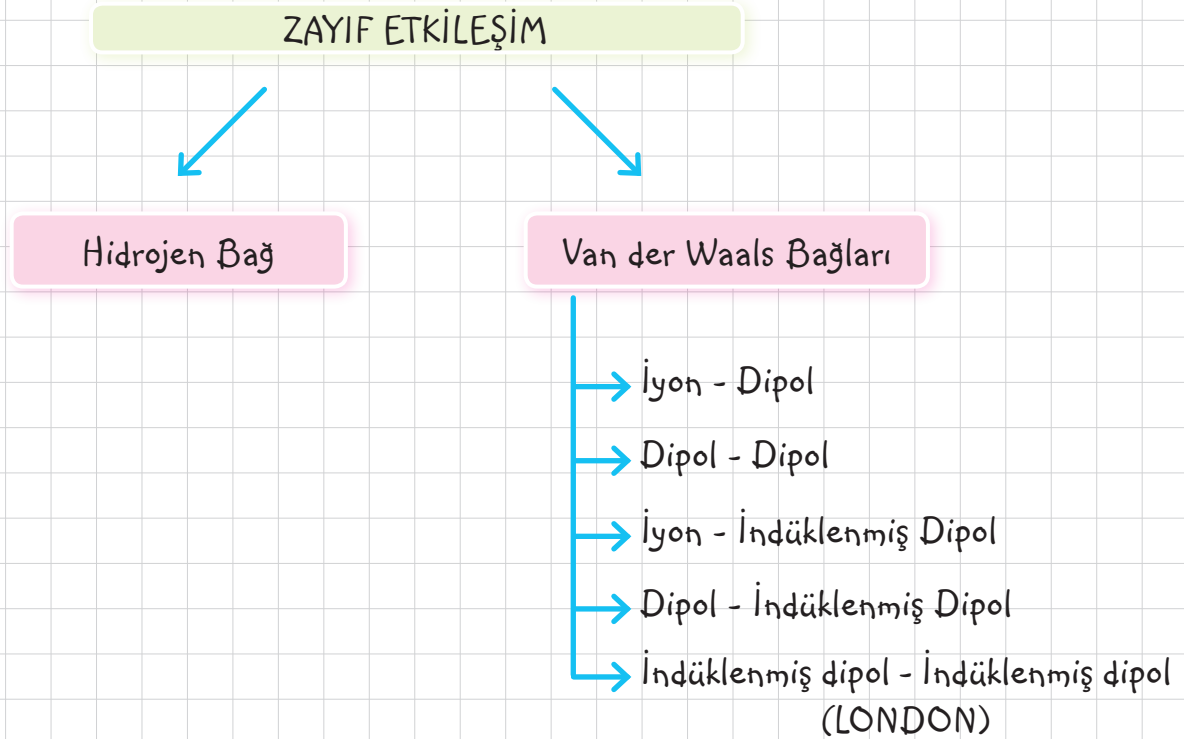 ZAYIF ETKİLEŞİM
Hidrojen Bağ
Van der Waals Bağları
İyon - Dipol
Dipol - Dipol
İyon - İndüklenmiş Dipol
Dipol - İndüklenmiş Dipol
İndüklenmiş dipol - İndüklenmiş dipol
(LONDON)